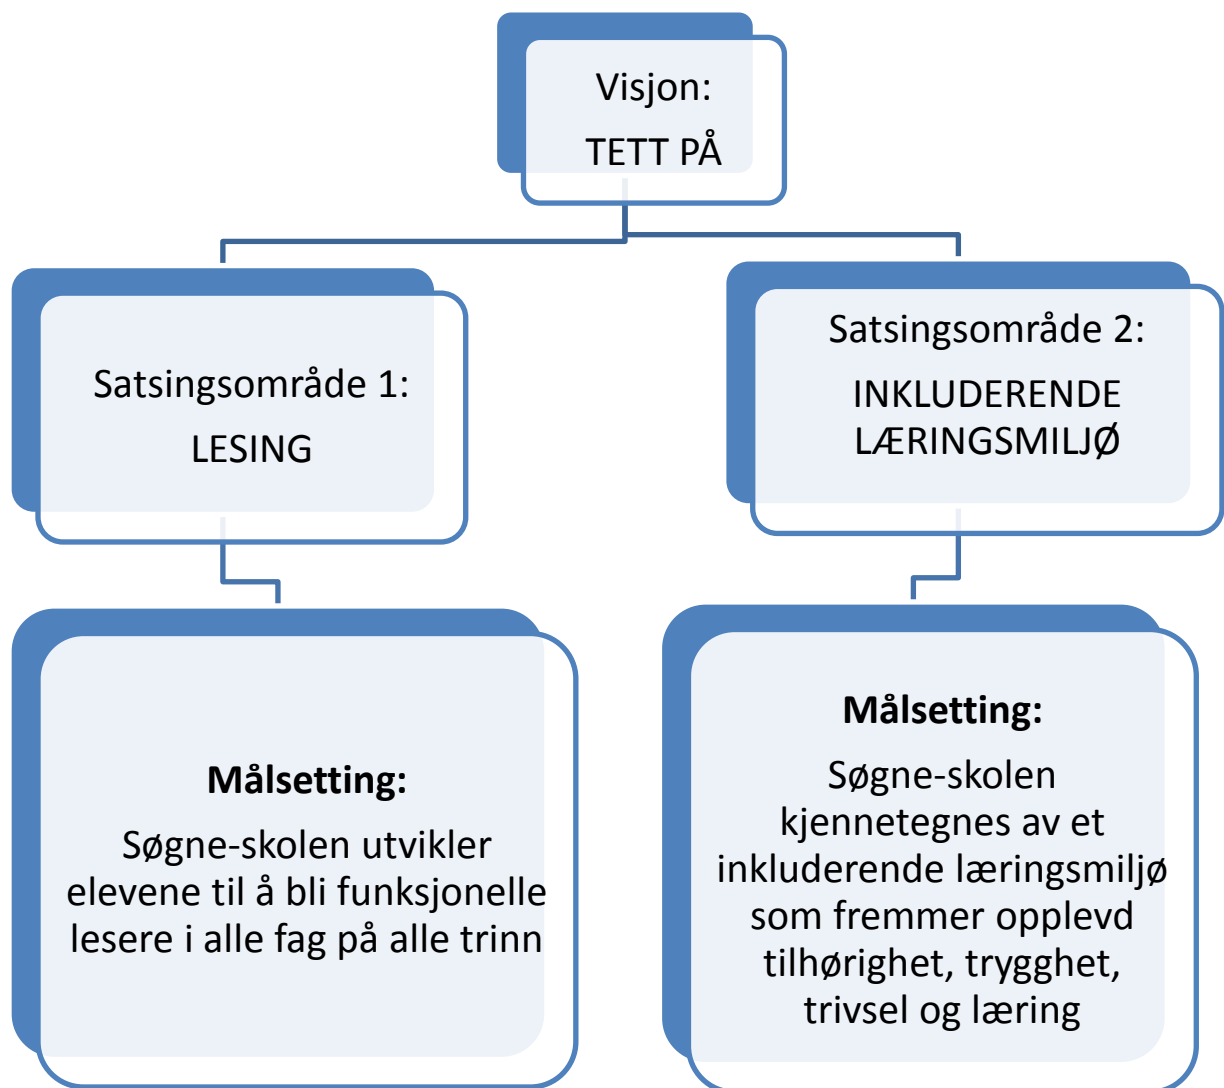 Visjon:
TETT PÅ
Satsingsområde 1:
LESING
Satsingsområde 2:
INKLUDERENDE
LÆRINGSMILJØ
Målsetting:
Søgne-skolen utvikler
elevene til å bli funksjonelle
lesere i alle fag på alle trinn
Målsetting:
Søgne-skolen
kjennetegnes av et
inkluderende læringsmiljø
som fremmer opplevd
tilhørighet, trygghet,
trivsel og læring